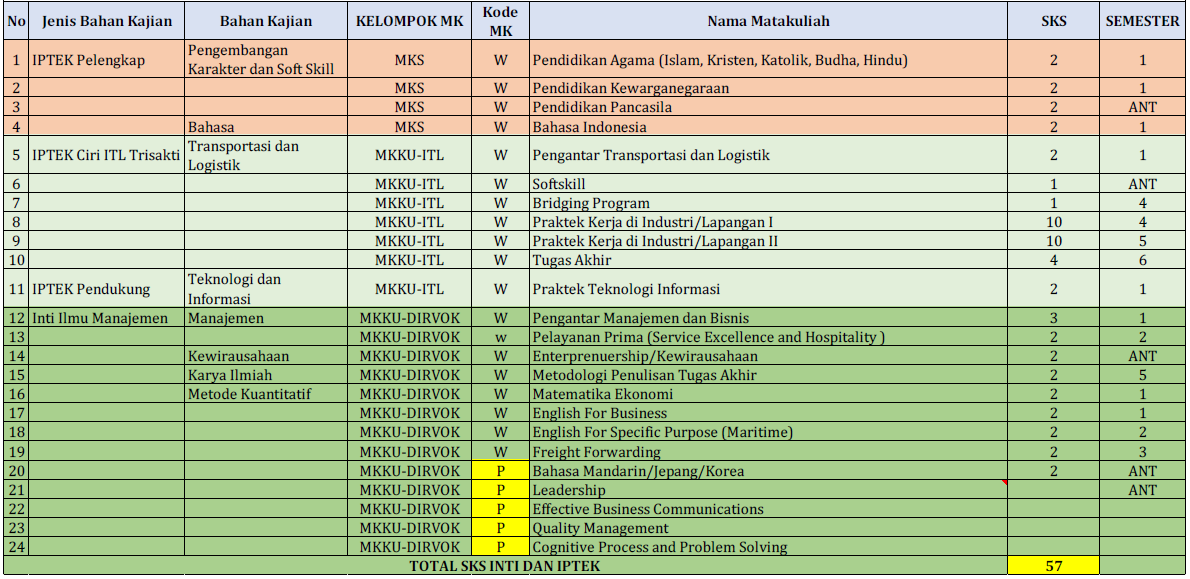 No Jenis Bahan Kajian Bahan Kajian KELOMPOK MK Kode MK Nama Matakuliah SKS SEMESTER
1 IPTEK Pelengkap Pengembangan Karakter dan Soft Skill MKS W Pendidikan Agama (Islam, Kristen, Katolik, Budha, Hindu) 2 1
2 MKS W Pendidikan Kewarganegaraan 2 1
3 MKS W Pendidikan Pancasila 2 ANT
4 Bahasa MKS W Bahasa Indonesia 2 1
5 IPTEK Ciri ITL Trisakti Transportasi dan Logistik MKKU-ITL W Pengantar Transportasi dan Logistik 2 1
6 MKKU-ITL W Softskill 1 ANT
7 MKKU-ITL W Bridging Program 1 4
8 MKKU-ITL W Praktek Kerja di Industri/Lapangan I 10 4
9 MKKU-ITL W Praktek Kerja di Industri/Lapangan II 10 5
10 MKKU-ITL W Tugas Akhir 4 6
11 IPTEK Pendukung Teknologi dan Informasi MKKU-ITL W Praktek Teknologi Informasi 2 1
12 Inti Ilmu Manajemen Manajemen MKKU-DIRVOK W Pengantar Manajemen dan Bisnis 3 1
13 MKKU-DIRVOK w Pelayanan Prima (Service Excellence and Hospitality ) 2 2
14 Kewirausahaan MKKU-DIRVOK W Enterprenuership/Kewirausahaan 2 ANT
15 Karya Ilmiah MKKU-DIRVOK W Metodologi Penulisan Tugas Akhir 2 5
16 Metode Kuantitatif MKKU-DIRVOK W Matematika Ekonomi 2 1
17 MKKU-DIRVOK W English For Business 2 1
18 MKKU-DIRVOK W English For Specific Purpose (Maritime) 2 2
19 MKKU-DIRVOK W Freight Forwarding 2 3
20 MKKU-DIRVOK P Bahasa Mandarin/Jepang/Korea 2 ANT
21 MKKU-DIRVOK P Leadership ANT
22 MKKU-DIRVOK P Effective Business Communications
23 MKKU-DIRVOK P Quality Management
24 MKKU-DIRVOK P Cognitive Process and Problem Solving
TOTAL SKS INTI DAN IPTEK 57